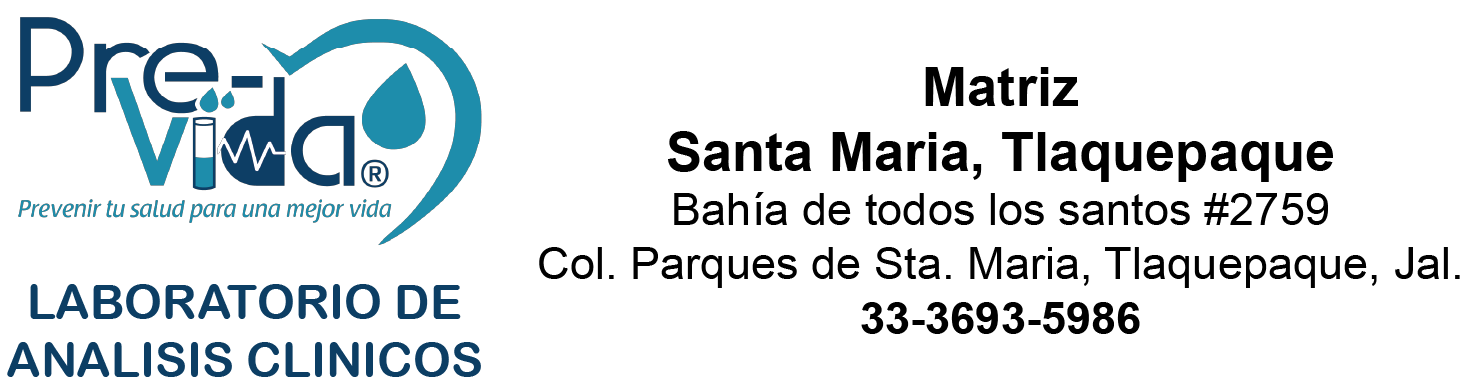 Pre-
Vida®
Prevenir tu salud para una mejor vida
LABORATORIO DE
ANALISIS CLINICOS
Matriz
Santa Maria, Tlaquepaque
Bahía de todos los santos #2759
Col. Parques de Sta. Maria, Tlaquepaque, Jal.
33-3693-5986